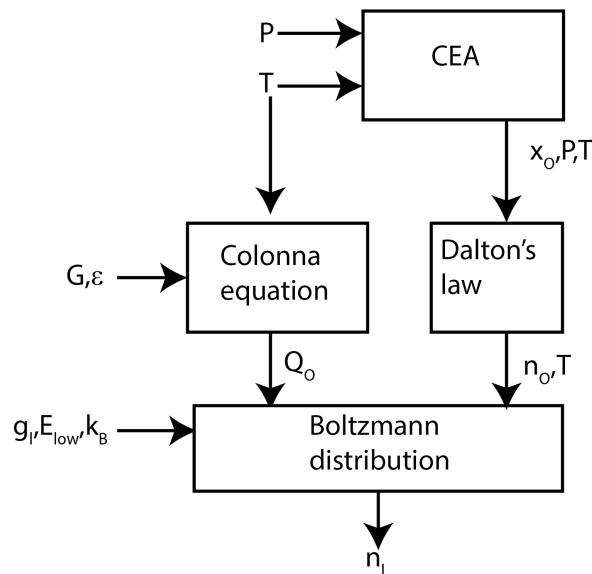 P
CEA
T
x_O,P,T
Colonna
equation
Dalton's
law
G,ε
Q_O
n_O,T
g_l,E_low,k_B
Boltzmann
distribution
n_l